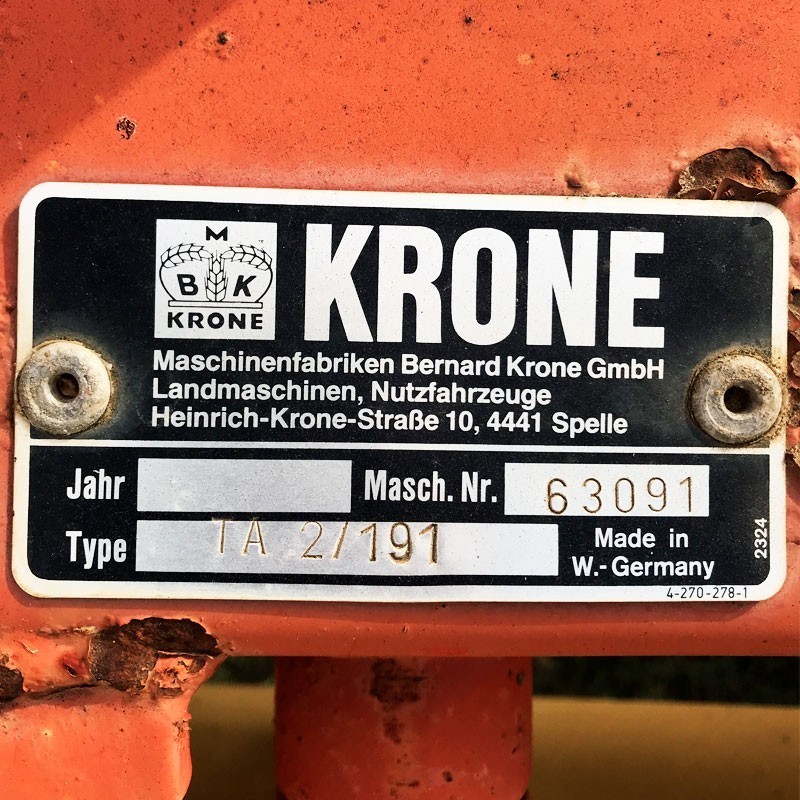 M
B K
KRONE
KRONE
Maschinenfabriken Bernard Krone GmbH
Landmaschinen, Nutzfahrzeuge
Heinrich-Krone-Straße 10, 4441 Spelle
Jahr Masch. Nr. 63091
Type TA 2/191 Made in
W.- Germany
2324
4-270-278-1